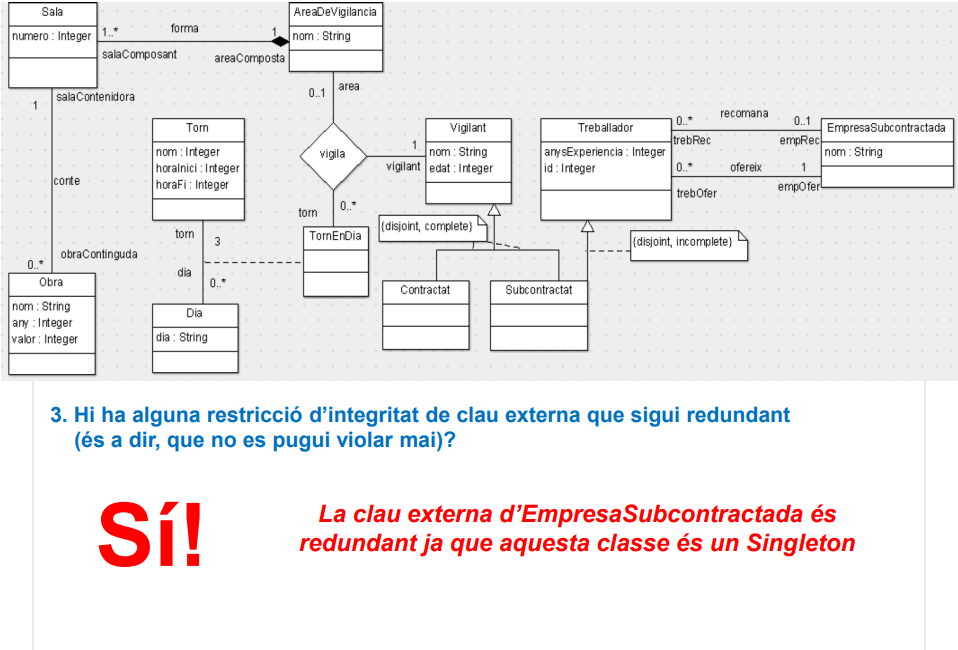 Sala
numero : Integer
1..*
forma
1
salaComposant
areaComposta
AreaDeVigilancia
nom : String
0..1
area
1
salaContenidora
conte
0..*
obraContinguda
Obra
nom : String
any : Integer
valor : Integer
Torn
nom : Integer
horaInici : Integer
horaFi : Integer
torn
3
dia
0..*
Dia
dia : String
vigila
1
vigilant
torn
0..*
TornEnDia
Vigilant
nom : String
edat : Integer
{disjoint, complete}
Contractat
Subcontractat
Treballador
anysExperiencia : Integer
id : Integer
0..*
recomana
0..1
trebRec
empRec
0..*
ofereix
1
trebOfer
empOfer
EmpresaSubcontractada
nom : String
{disjoint, incomplete}
3. Hi ha alguna restricció d’integritat de clau externa que sigui redundant
(és a dir, que no es pugui violar mai)?
Sí!
La clau externa d’EmpresaSubcontractada és
redundant ja que aquesta classe és un Singleton